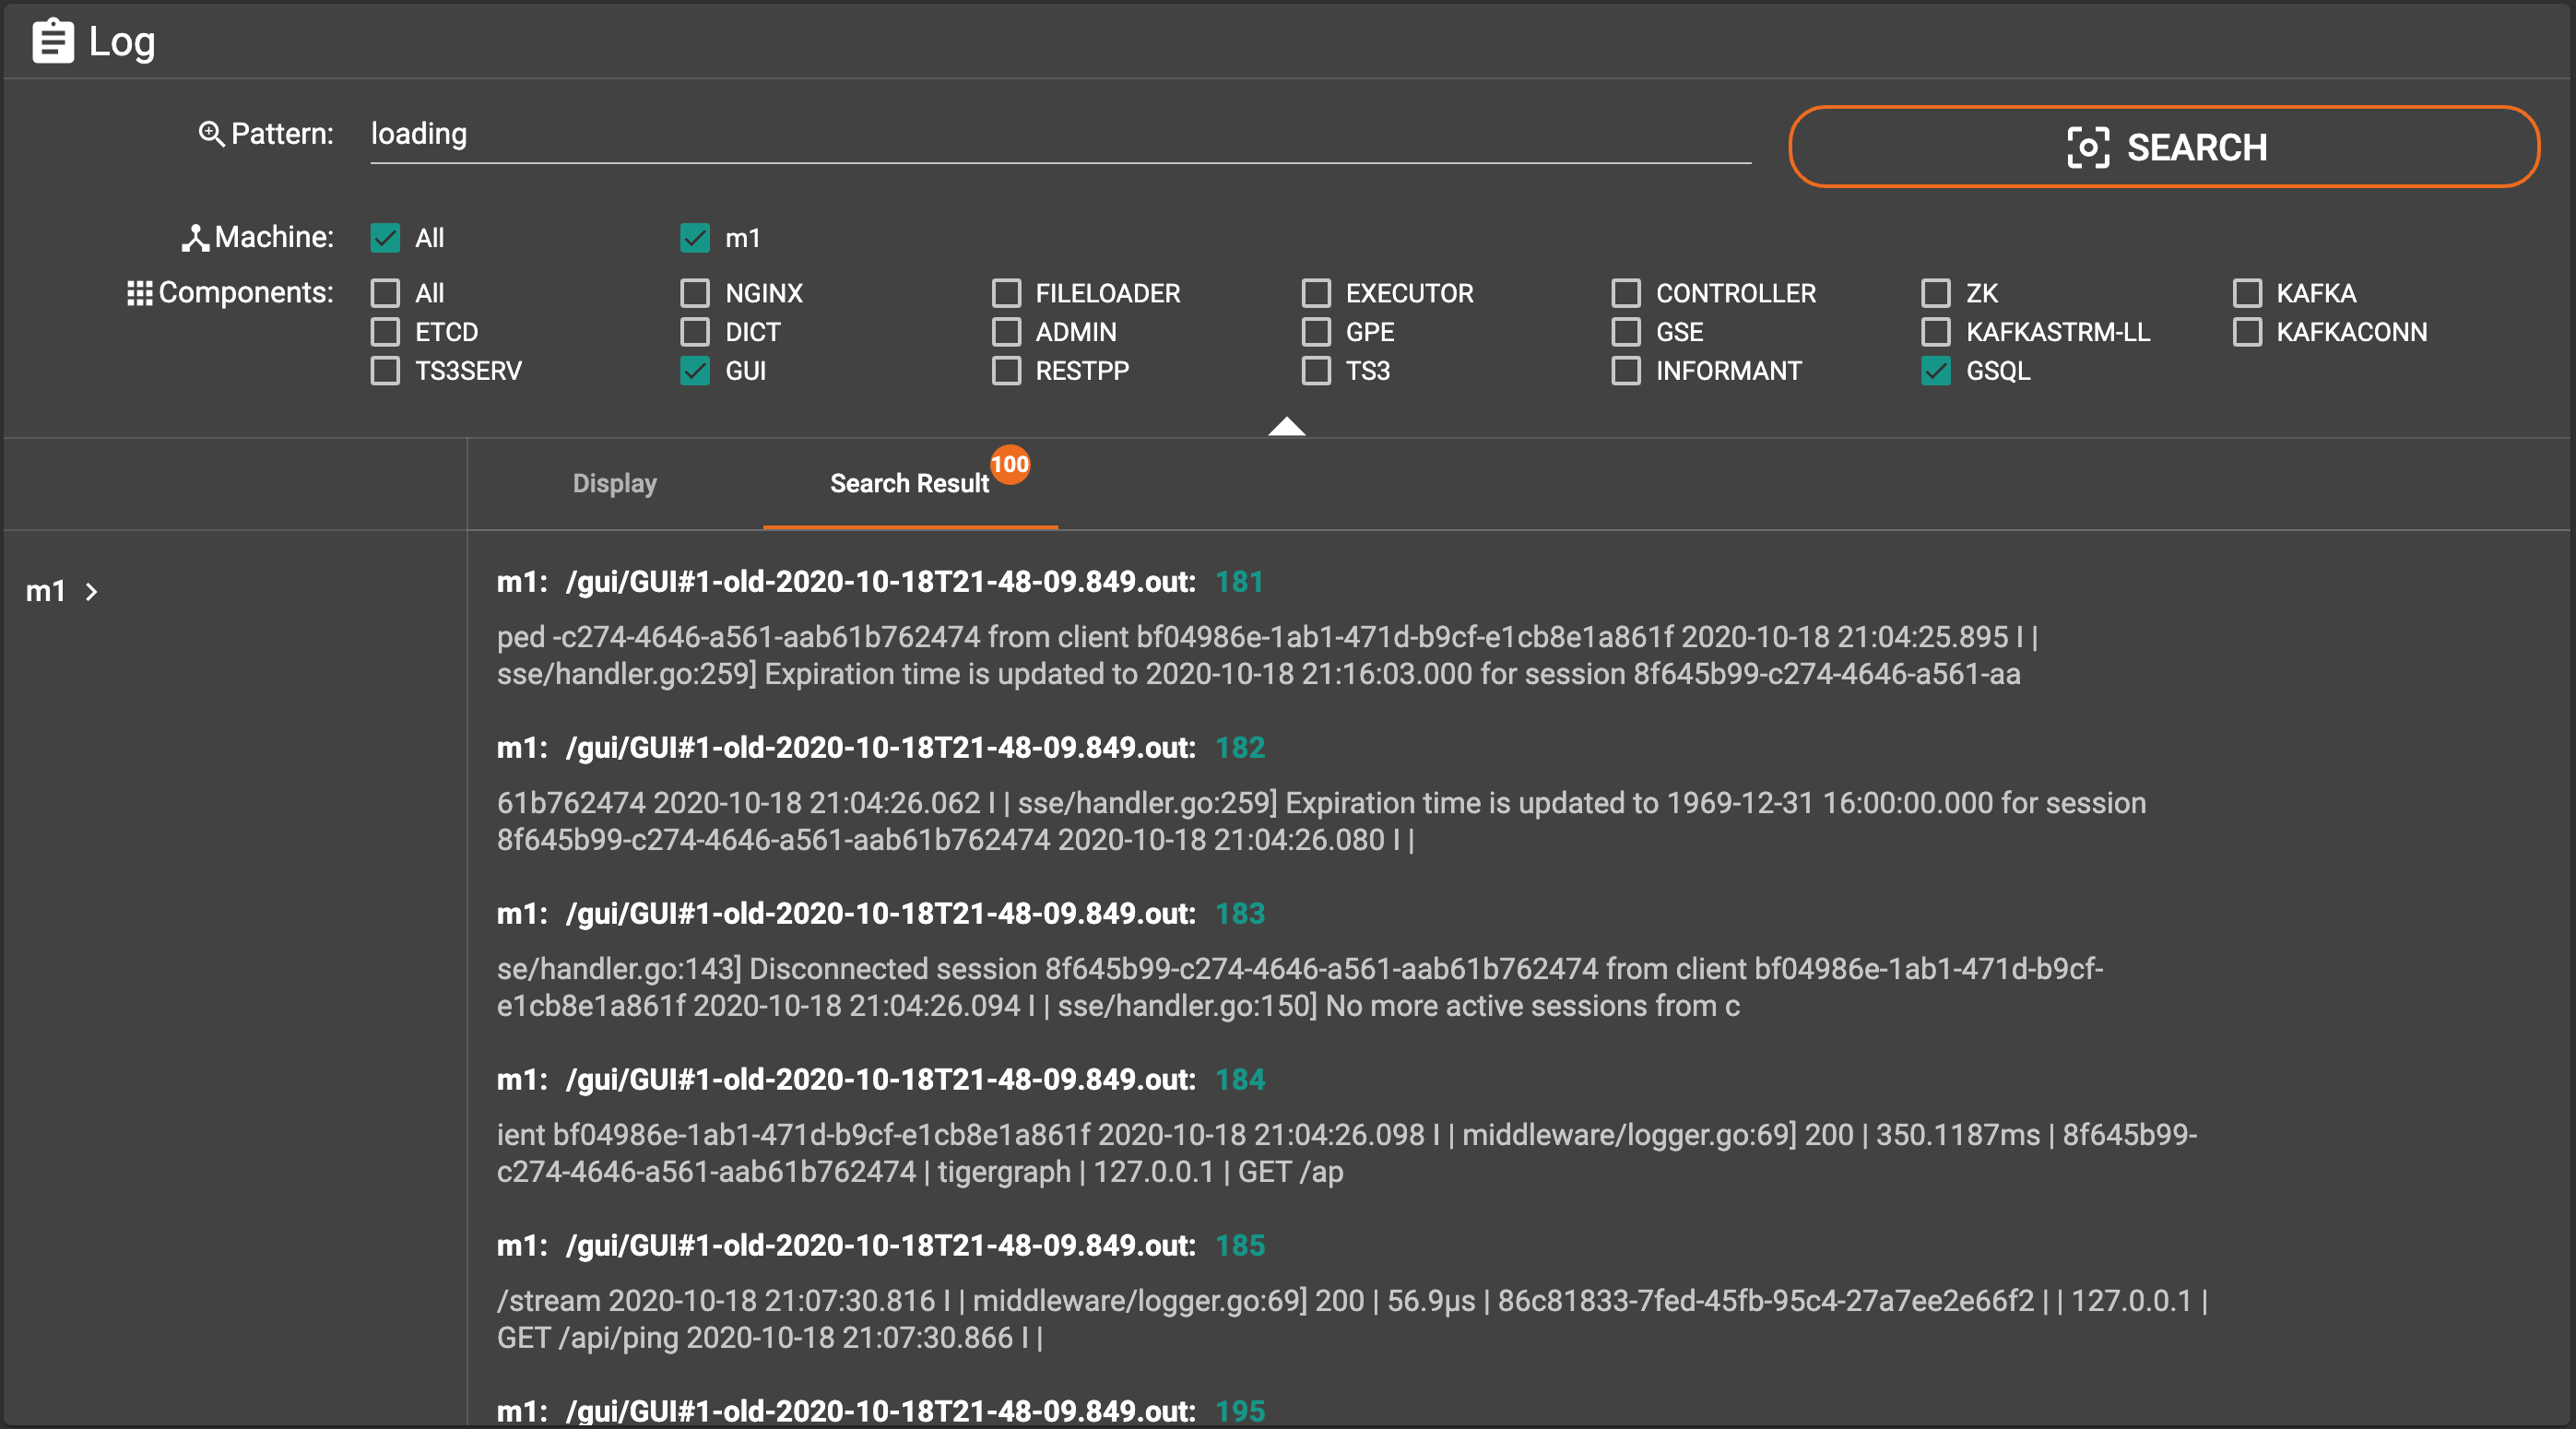 Log
Pattern: loading
SEARCH
Machine: All m1
Components: All NGINX FILELOADER EXECUTOR CONTROLLER ZK KAFKA
ETCD DICT ADMIN GPE GSE KAFKASTRM-LL KAFKACONN
TS3SERV GUI RESTPP TS3 INFORMANT GSQL
Display Search Result 100
m1
m1: /gui/GUI#1-old-2020-10-18T21-48-09.849.out: 181
ped -c274-4646-a561-aab61b762474 from client bf04986e-1ab1-471d-b9cf-e1cb8e1a861f 2020-10-18 21:04:25.895 I |
sse/handler.go:259] Expiration time is updated to 2020-10-18 21:16:03.000 for session 8f645b99-c274-4646-a561-aa
m1: /gui/GUI#1-old-2020-10-18T21-48-09.849.out: 182
61b762474 2020-10-18 21:04:26.062 I | sse/handler.go:259] Expiration time is updated to 1969-12-31 16:00:00.000 for session
8f645b99-c274-4646-a561-aab61b762474 2020-10-18 21:04:26.080 I |
m1: /gui/GUI#1-old-2020-10-18T21-48-09.849.out: 183
se/handler.go:143] Disconnected session 8f645b99-c274-4646-a561-aab61b762474 from client bf04986e-1ab1-471d-b9cf-
e1cb8e1a861f 2020-10-18 21:04:26.094 I | sse/handler.go:150] No more active sessions from c
m1: /gui/GUI#1-old-2020-10-18T21-48-09.849.out: 184
ient bf04986e-1ab1-471d-b9cf-e1cb8e1a861f 2020-10-18 21:04:26.098 I | middleware/logger.go:69] 200 | 350.1187ms | 8f645b99-
c274-4646-a561-aab61b762474 | tigergraph | 127.0.0.1 | GET /ap
m1: /gui/GUI#1-old-2020-10-18T21-48-09.849.out: 185
/stream 2020-10-18 21:07:30.816 I | middleware/logger.go:69] 200 | 56.9µs | 86c81833-7fed-45fb-95c4-27a7ee2e66f2 | | 127.0.0.1 |
GET /api/ping 2020-10-18 21:07:30.866 I |
m1: /gui/GUI#1-old-2020-10-18T21-48-09.849.out: 195